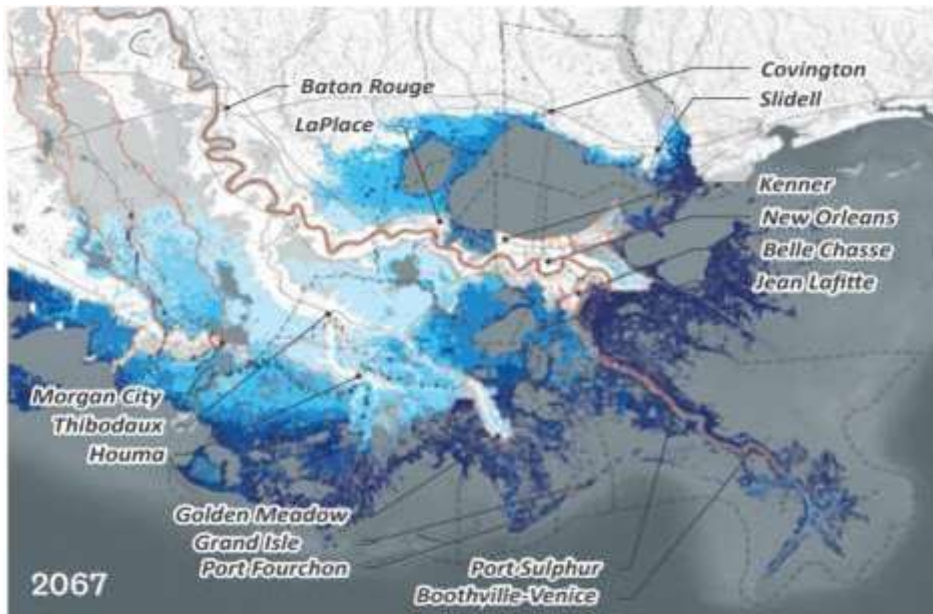 Baton Rouge
LaPlace
Covington
Slidell
Kenner
New Orleans
Belle Chasse
Jean Lafitte
Morgan City
Thibodaux
Houma
Golden Meadow
Grand Isle
Port Fourchon
Port Sulphur
Boothville-Venice
2067